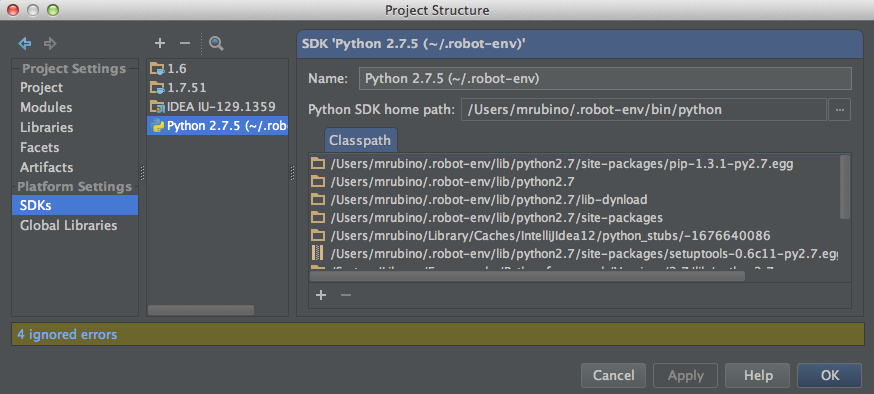 Project Structure
Project Settings
Project
Modules
Libraries
Facets
Artifacts
Platform Settings
SDKs
Global Libraries
1.6
1.7.51
IDEA IU-129.1359
Python 2.7.5 (~/.rob
SDK 'Python 2.7.5 (~/.robot-env)'
Name: Python 2.7.5 (~/.robot-env)
Python SDK home path: /Users/mrubino/.robot-env/bin/python ...
Classpath
/Users/mrubino/.robot-env/lib/python2.7/site-packages/pip-1.3.1-py2.7.egg
/Users/mrubino/.robot-env/lib/python2.7
/Users/mrubino/.robot-env/lib/python2.7/lib-dynload
/Users/mrubino/.robot-env/lib/python2.7/site-packages
/Users/mrubino/Library/Caches/IntelliJIdea12/python_stubs/-1676640086
/Users/mrubino/.robot-env/lib/python2.7/site-packages/setuptools-0.6c11-py2.7.egg
4 ignored errors
Cancel
Apply
Help
OK